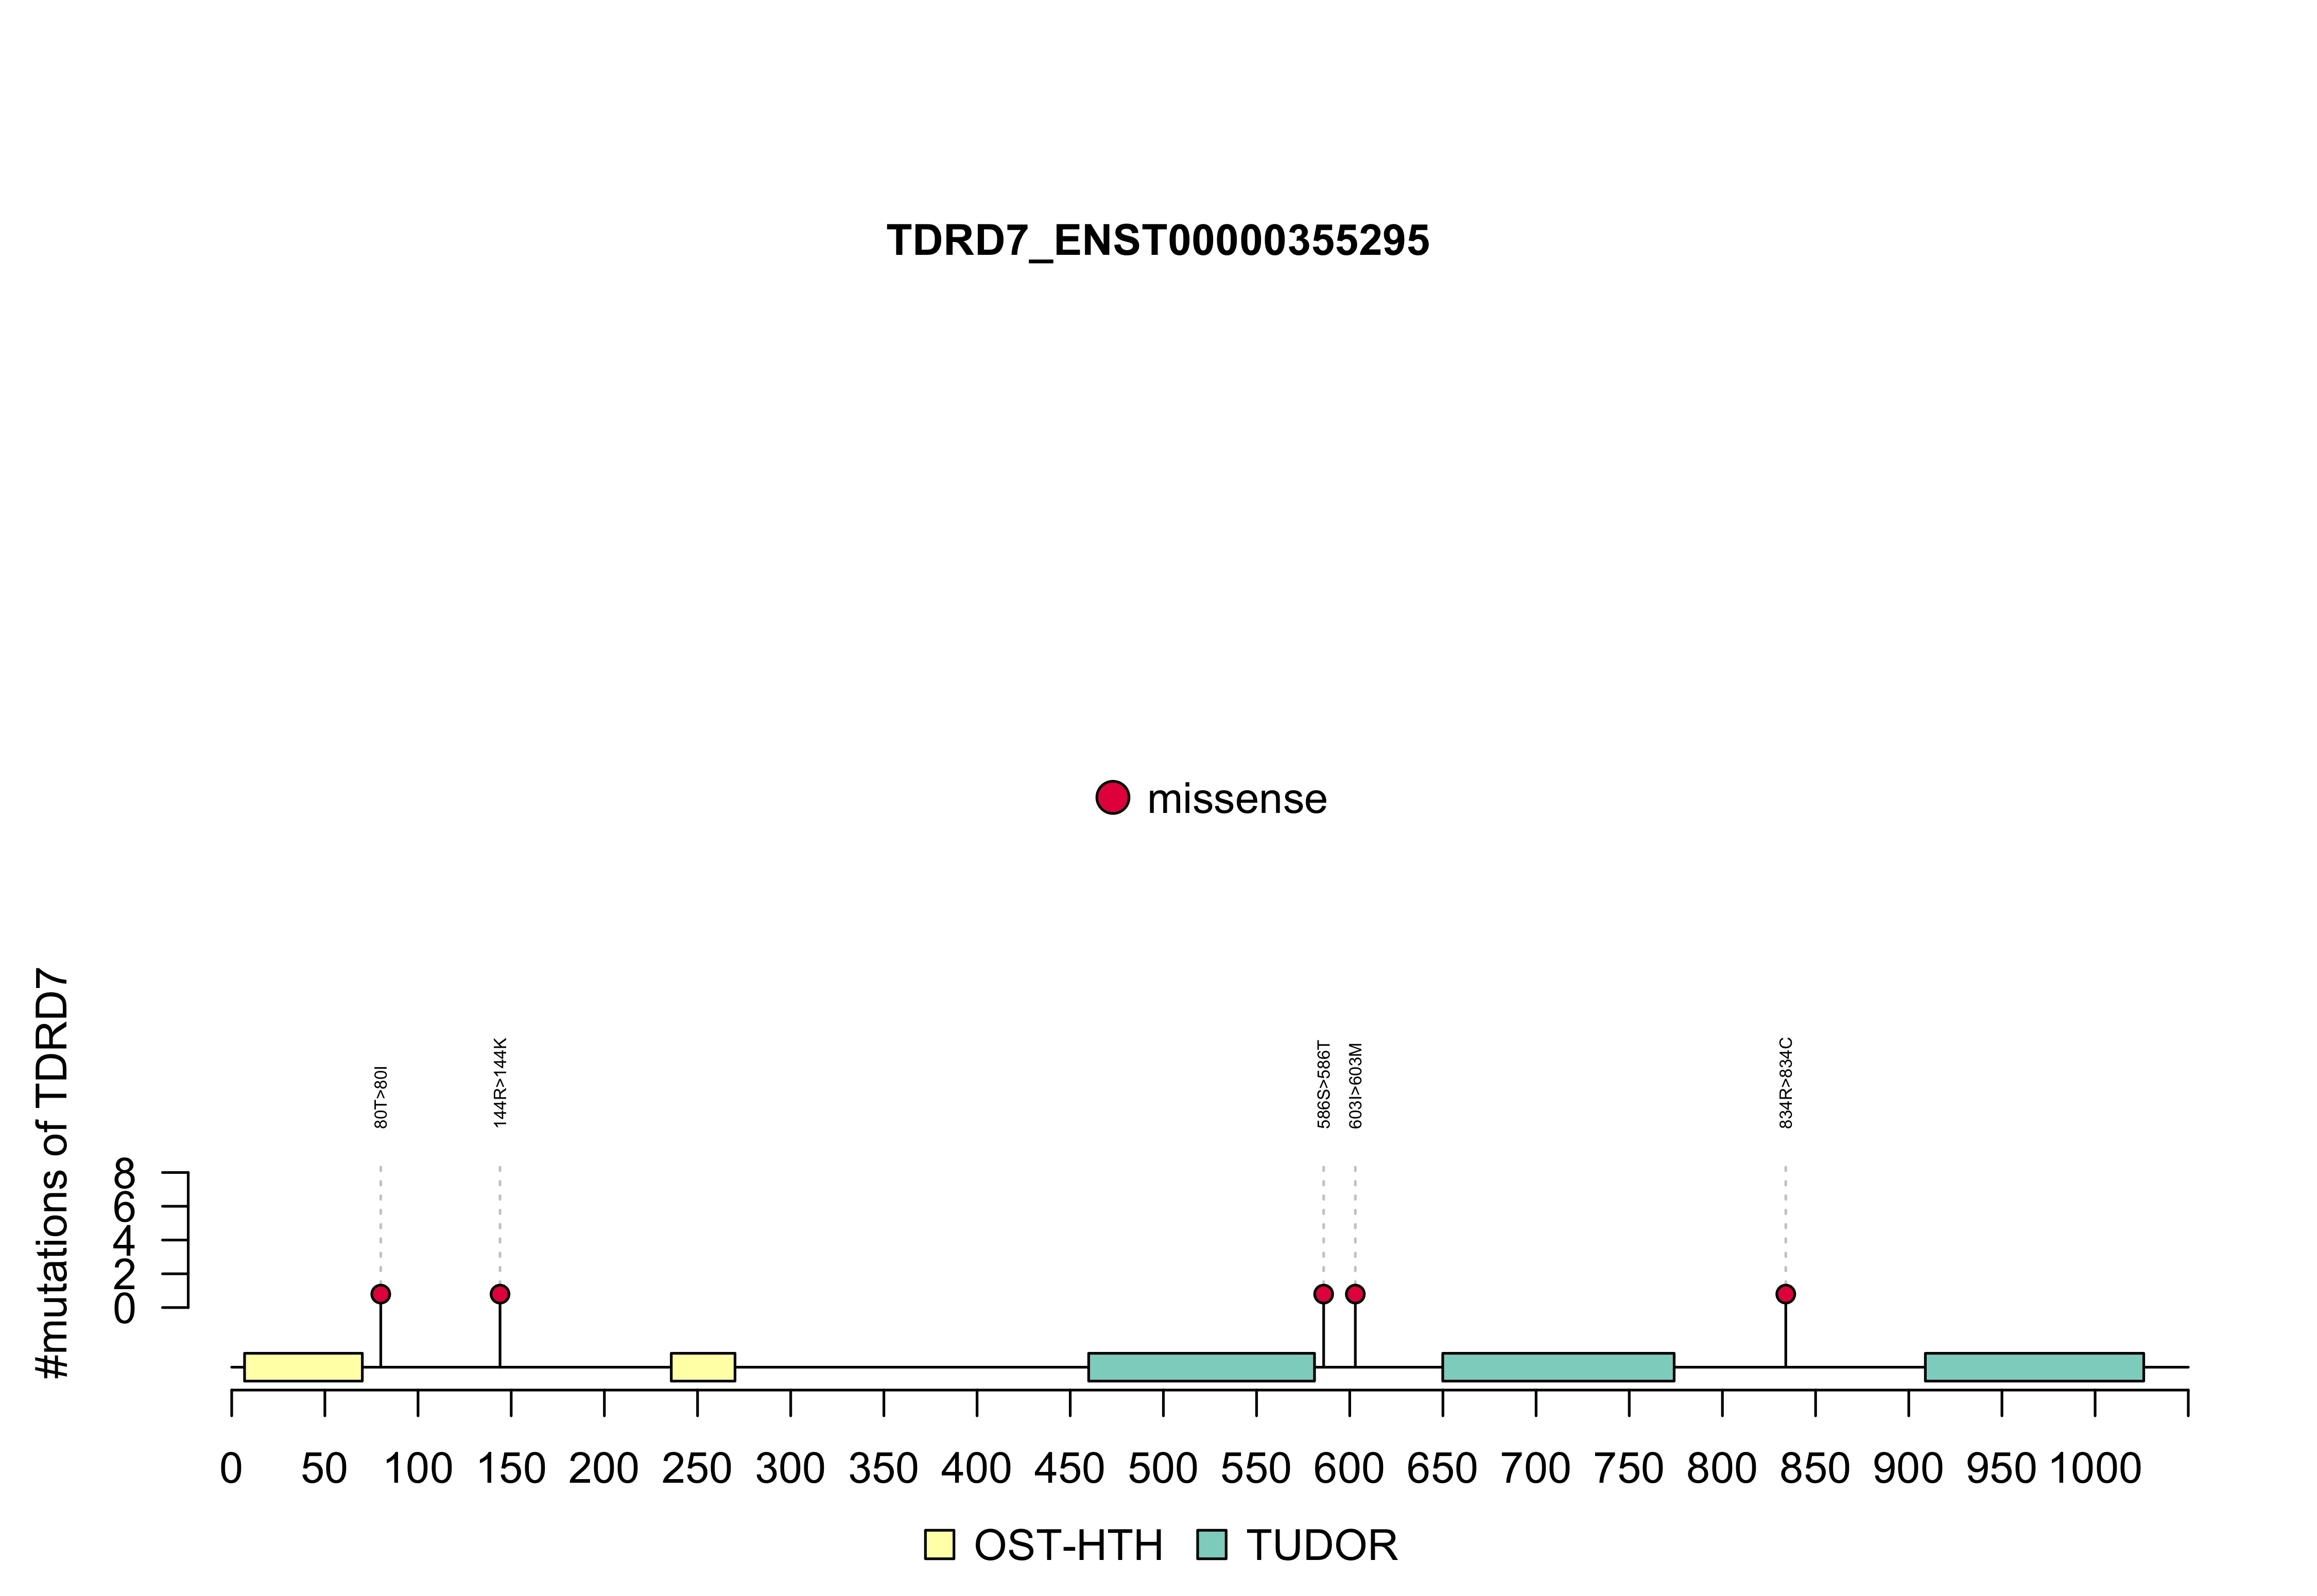 TDRD7_ENST00000355295
missense
#mutations of TDRD7
80T>80I
144R>144K
586S>586T
603I>603M
834R>834C
8
6
4
2
0
0 50 100 150 200 250 300 350 400 450 500 550 600 650 700 750 800 850 900 950 1000
OST-HTH TUDOR